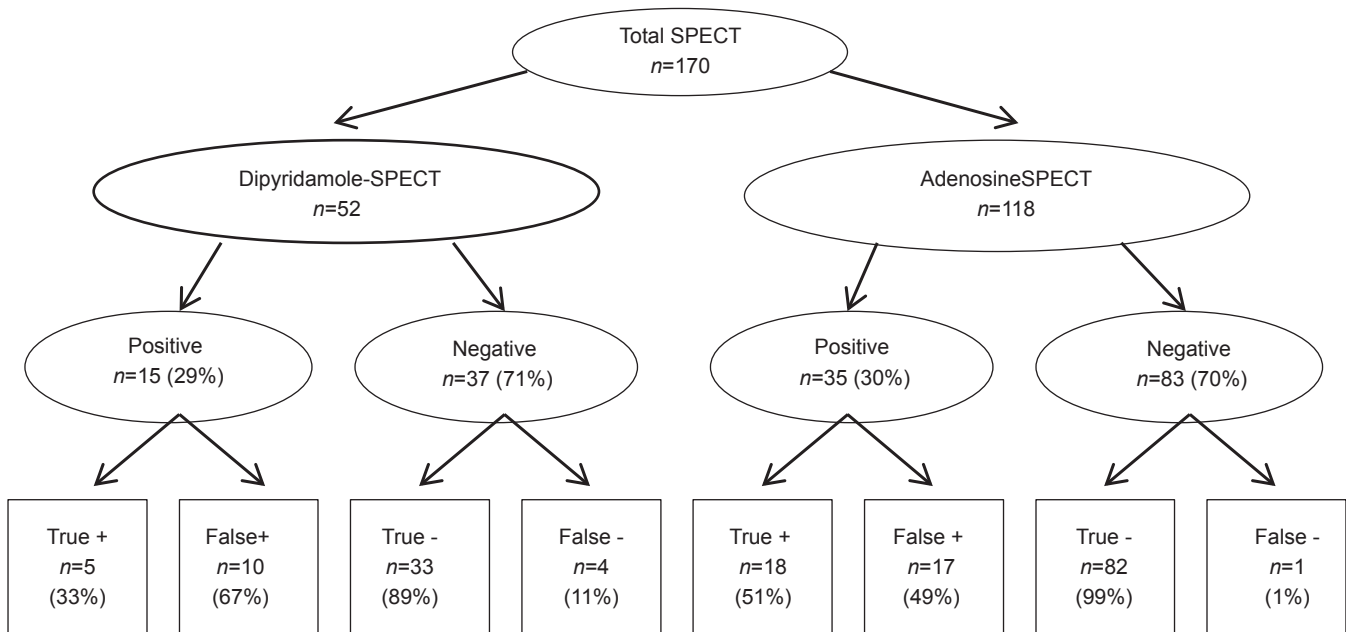 Total SPECT
n=170
Dipyridamole-SPECT
n=52
AdenosineSPECT
n=118
Positive
n=15 (29%)
Negative
n=37 (71%)
Positive
n=35 (30%)
Negative
n=83 (70%)
True +
n=5
(33%)
False+
n=10
(67%)
True -
n=33
(89%)
False -
n=4
(11%)
True +
n=18
(51%)
False +
n=17
(49%)
True -
n=82
(99%)
False -
n=1
(1%)